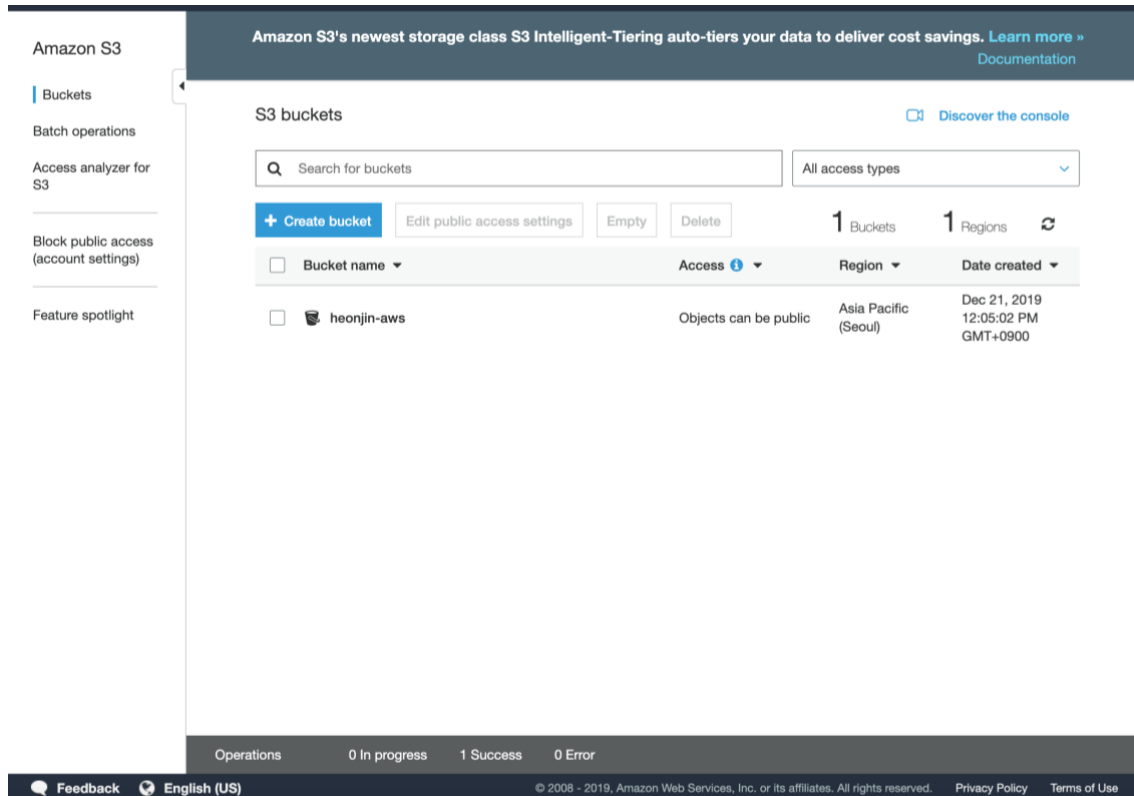 Amazon S3
Buckets
Batch operations
Access analyzer for
S3
Block public access
(account settings)
Feature spotlight
Amazon S3's newest storage class S3 Intelligent-Tiering auto-tiers your data to deliver cost savings. Learn more »
Documentation
S3 buckets
Discover the console
Search for buckets
All access types
+ Create bucket
Edit public access settings
Empty
Delete
1 Buckets
1 Regions
Bucket name
Access
Region
Date created
heonjin-aws
Objects can be public
Asia Pacific
(Seoul)
Dec 21, 2019
12:05:02 PM
GMT+0900
Operations
0 In progress
1 Success
0 Error
Feedback
English (US)
© 2008 - 2019, Amazon Web Services, Inc. or its affiliates. All rights reserved.
Privacy Policy
Terms of Use